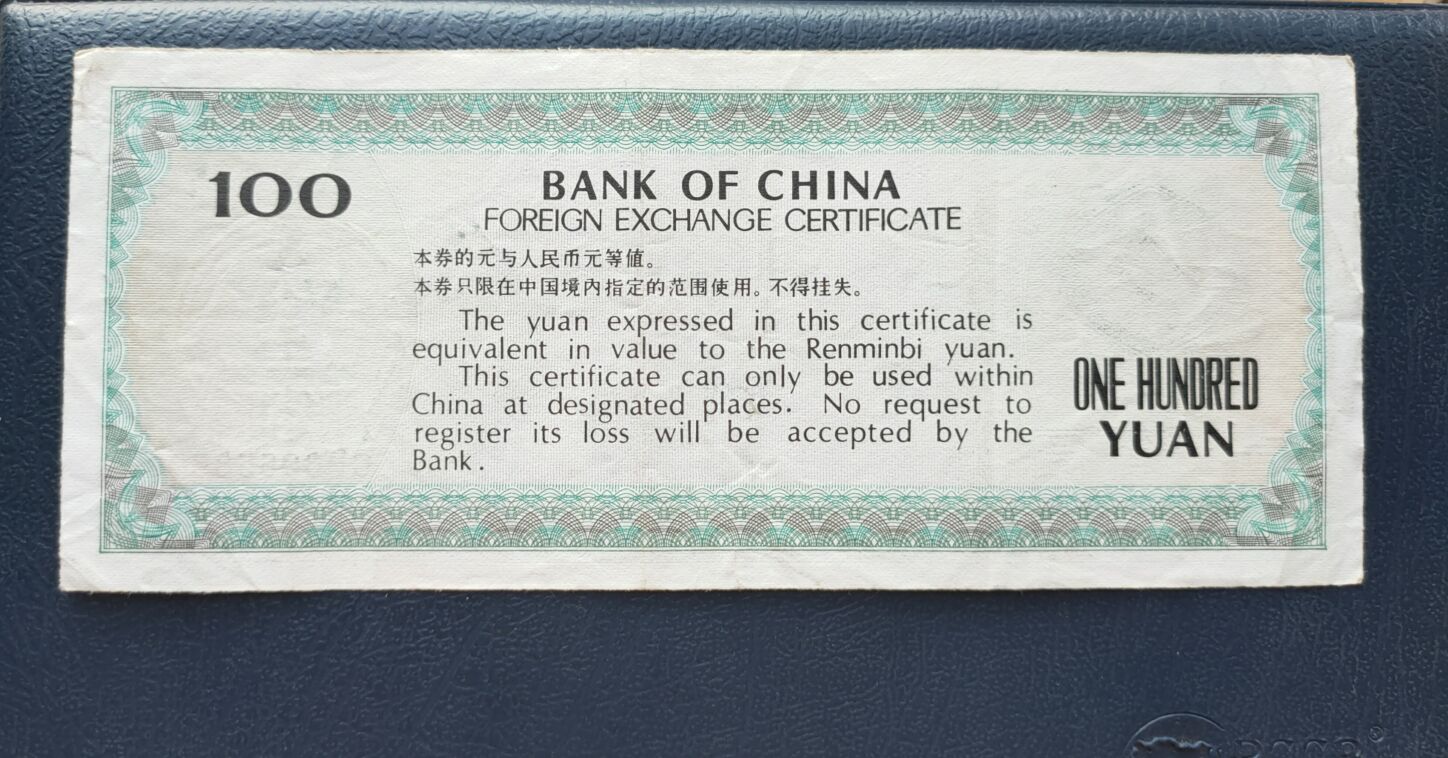 100
BANK OF CHINA
FOREIGN EXCHANGE CERTIFICATE
本券的元与人民币元等值。
本券只限在中国境内指定的范围使用。不得挂失。
The yuan expressed in this certificate is
equivalent in value to the Renminbi yuan.
This certificate can only be used within
China at designated places. No request to
register its loss will be accepted by the
Bank.
ONE HUNDRED
YUAN